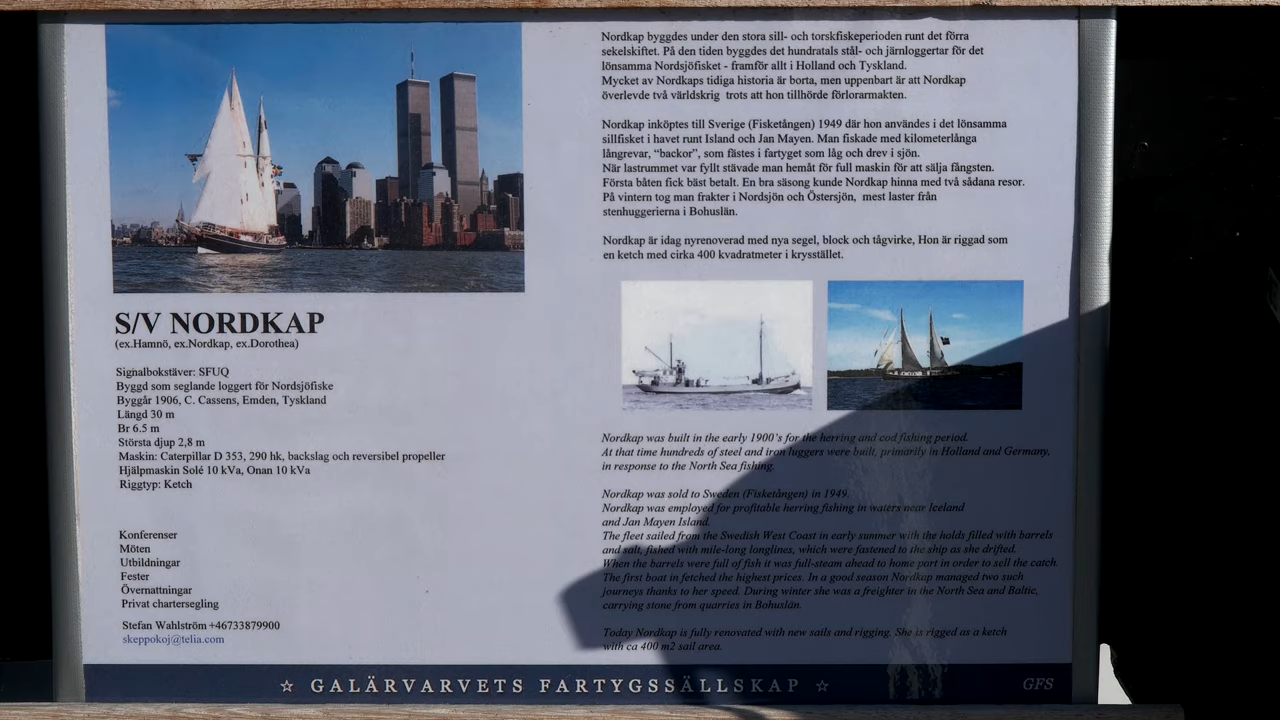 S/V NORDKAP
(ex.Hamnö, ex.Nordkap, ex.Dorothea)
Signalbokstäver: SFUQ
Byggd som seglande loggert för Nordsjöfiske
Byggår 1906, C. Cassens, Emden, Tyskland
Längd 30 m
Br 6.5 m
Största djup 2,8 m
Maskin: Caterpillar D 353, 290 hk, backslag och reversibel propeller
Hjälpmaskin Solé 10 kVa, Onan 10 kVa
Riggtyp: Ketch
Konferenser
Möten
Utbildningar
Fester
Övernattningar
Privat chartersegling
Stefan Wahlström +46733879900
skeppokoj@telia.com
Nordkap byggdes under den stora sill- och torskfiskeperioden runt det förra
sekelskiftet. På den tiden byggdes det hundratals stål- och järnloggertar för det
lönsamma Nordsjöfisket - framför allt i Holland och Tyskland.
Mycket av Nordkaps tidiga historia är borta, men uppenbart är att Nordkap
överlevde två världskrig  trots att hon tillhörde förlorarmakten.
Nordkap inköptes till Sverige (Fisketången) 1949 där hon användes i det lönsamma
sillfisket i havet runt Island och Jan Mayen. Man fiskade med kilometerlånga
långrevar, “backor”, som fästes i fartyget som låg och drev i sjön.
När lastrummet var fyllt stävade man hemåt för full maskin för att sälja fångsten.
Första båten fick bäst betalt. En bra säsong kunde Nordkap hinna med två sådana resor.
På vintern tog man frakter i Nordsjön och Östersjön,  mest laster från
stenhuggerierna i Bohuslän.
Nordkap är idag nyrenoverad med nya segel, block och tågvirke, Hon är riggad som
en ketch med cirka 400 kvadratmeter i krysstället.
Nordkap was built in the early 1900's for the herring and cod fishing period.
At that time hundreds of steel and iron luggers were built, primarily in Holland and Germany,
in response to the North Sea fishing.
Nordkap was sold to Sweden (Fisketången) in 1949.
Nordkap was employed for profitable herring fishing in waters near Iceland
and Jan Mayen Island.
The fleet sailed from the Swedish West Coast in early summer with the holds filled with barrels
and salt, fished with mile-long longlines, which were fastened to the ship as she drifted.
When the barrels were full of fish it was full-steam ahead to home port in order to sell the catch.
The first boat in fetched the highest prices. In a good season Nordkap managed two such
journeys thanks to her speed. During winter she was a freighter in the North Sea and Baltic,
carrying stone from quarries in Bohuslän.
Today Nordkap is fully renovated with new sails and rigging. She is rigged as a ketch
with ca 400 m2 sail area.
☆ GALÄRVARVETS FARTYGSSÄLLSKAP ☆
GFS